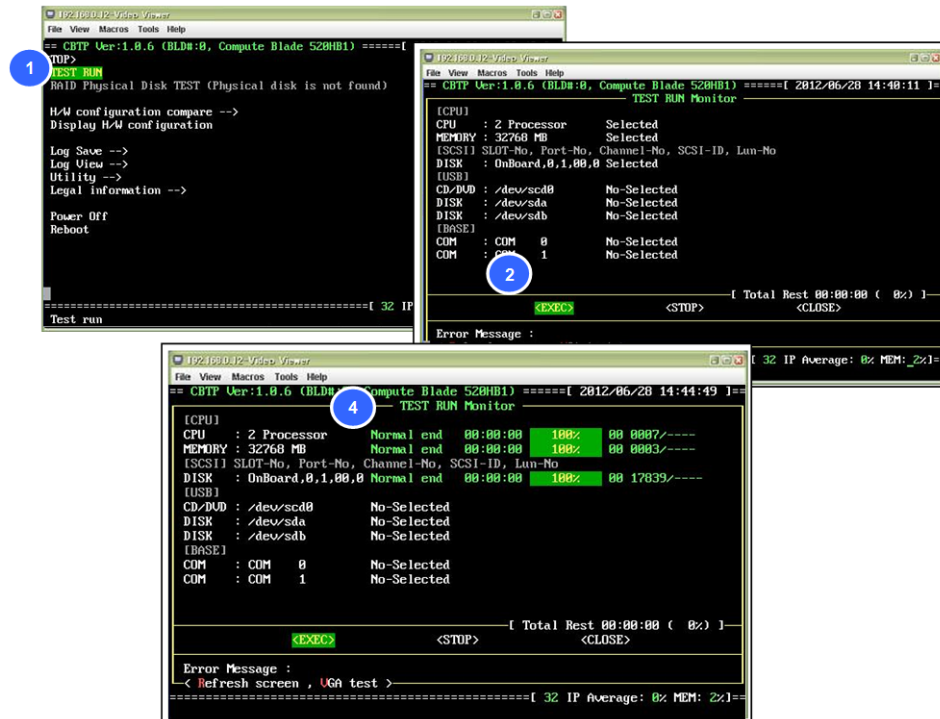 192.168.0.12-Video Viewer
File View Macros Tools Help
== CBTP Ver:1.0.6 (BLD#:0, Compute Blade 520HB1) ======[
TOP>
1
TEST RUN
RAID Physical Disk TEST (Physical disk is not found)
H/W configuration compare -->
Display H/W configuration
Log Save -->
Log View -->
Utility -->
Legal information -->
Power Off
Reboot
[ 32 IP
Test run
192.168.0.12-Video Viewer
File View Macros Tools Help
== CBTP Ver:1.0.6 (BLD#:0, Compute Blade 520HB1) ======[ 2012/06/28 14:40:11 ]=
TEST RUN Monitor
[CPU]
CPU : 2 Processor Selected
MEMORY : 32768 MB Selected
[SCSI] SLOT-No, Port-No, Channel-No, SCSI-ID, Lun-No
DISK : OnBoard,0,1,00,0 Selected
[USB]
CD/DVD : /dev/scd0 No-Selected
DISK : /dev/sda No-Selected
DISK : /dev/sdb No-Selected
[BASE]
COM : COM 0 No-Selected
COM : COM 1 No-Selected
2
[ Total Rest 00:00:00 ( 0%) ]
<EXEC> <STOP> <CLOSE>
Error Message :
[ 32 IP Average: 0% MEM: 2%]=
192.168.0.12-Video Viewer
File View Macros Tools Help
== CBTP Ver:1.0.6 (BLD# Compute Blade 520HB1) ======[ 2012/06/28 14:44:49 ]==
4
TEST RUN Monitor
[CPU]
CPU : 2 Processor Normal end 00:00:00 100% 00 0007/----
MEMORY : 32768 MB Normal end 00:00:00 100% 00 0003/----
[SCSI] SLOT-No, Port-No, Channel-No, SCSI-ID, Lun-No
DISK : OnBoard,0,1,00,0 Normal end 00:00:00 100% 00 17839/----
[USB]
CD/DVD : /dev/scd0 No-Selected
DISK : /dev/sda No-Selected
DISK : /dev/sdb No-Selected
[BASE]
COM : COM 0 No-Selected
COM : COM 1 No-Selected
[ Total Rest 00:00:00 ( 0%) ]
<EXEC> <STOP> <CLOSE>
Error Message :
< Refresh screen , VGA test >
[ 32 IP Average: 0% MEM: 2%]==